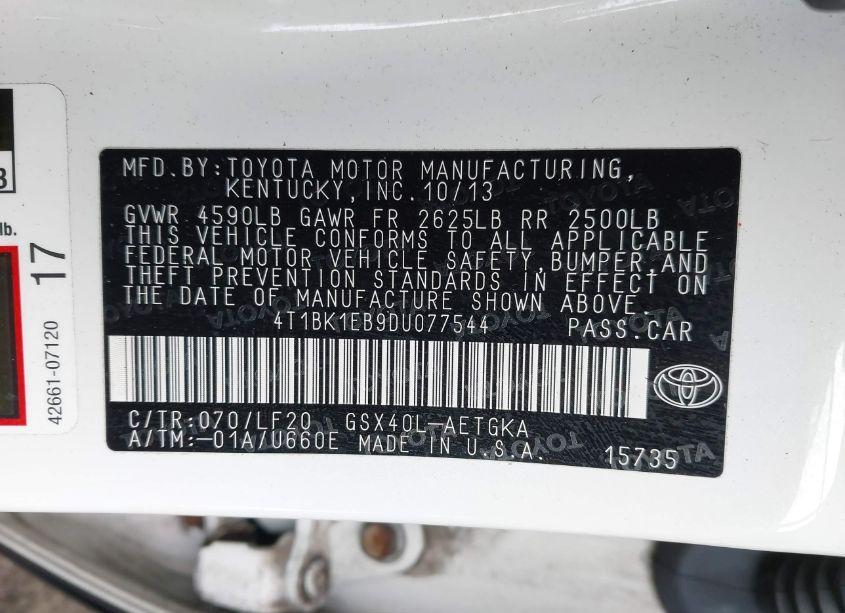 MFD.BY:TOYOTA MOTOR MANUFACTURING,
KENTUCKY,INC.10/13
GVWR 4590LB GAWR FR 2625LB RR 2500LB
THIS VEHICLE CONFORMS TO ALL APPLICABLE
FEDERAL MOTOR VEHICLE SAFETY,BUMPER,AND
THEFT PREVENTION STANDARDS IN EFFECT ON
THE DATE OF MANUFACTURE SHOWN ABOVE.
4T1BK1EB9DU077544 PASS.CAR
C/TR:070/LF20 GSX40L-AETGKA
A/TM:-01A/U660E MADE IN U.S.A. 15735
lb.
17
42661-07120